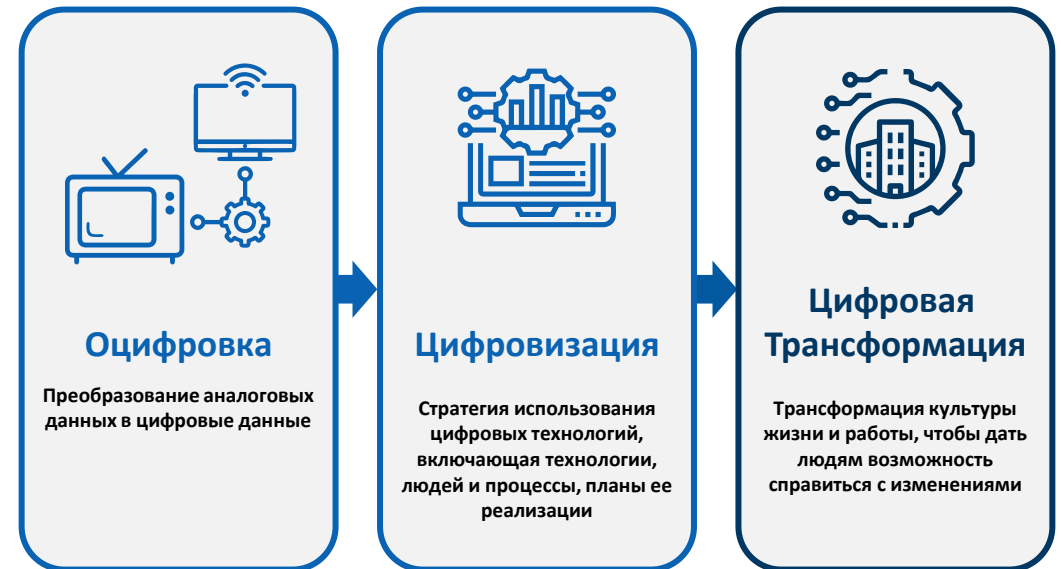 Оцифровка
Преобразование аналоговых
данных в цифровые данные
Цифровизация
Стратегия использования
цифровых технологий,
включающая технологии,
людей и процессы, планы ее
реализации
Цифровая
Трансформация
Трансформация культуры
жизни и работы, чтобы дать
людям возможность
справиться с изменениями